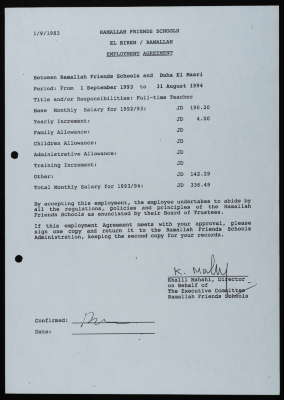 1/9/1983
RAMALLAH FRIENDS SCHOOLS
EL BIREH / RAMALLAH
EMPLOYMENT AGREEMENT
Between Ramallah Friends Schools and Duha El Masri
Period: From 1 September 1993 to 31 August 1994
Title and/or Responsibilities: Full-time Teacher
Base Monthly Salary for 1992/93: JD 190.20
Yearly Increment: JD 4.00
Family Allowance: JD
Children Allowance: JD
Administrative Allowance: JD
Training Increment: JD
Other: JD 142.29
Total Monthly Salary for 1993/94: JD 336.49
By accepting this employment, the employee undertakes to abide by
all the regulations, policies and principles of the Ramallah
Friends Schools as enunciated by their Board of Trustees.
If this employment Agreement meets with your approval, please
sign one copy and return it to the Ramallah Friends Schools
Administration, keeping the second copy for your records.
Khalil Mahshi, Director
on Behalf of
The Executive Committee
Ramallah Friends Schools
Confirmed:
Date: